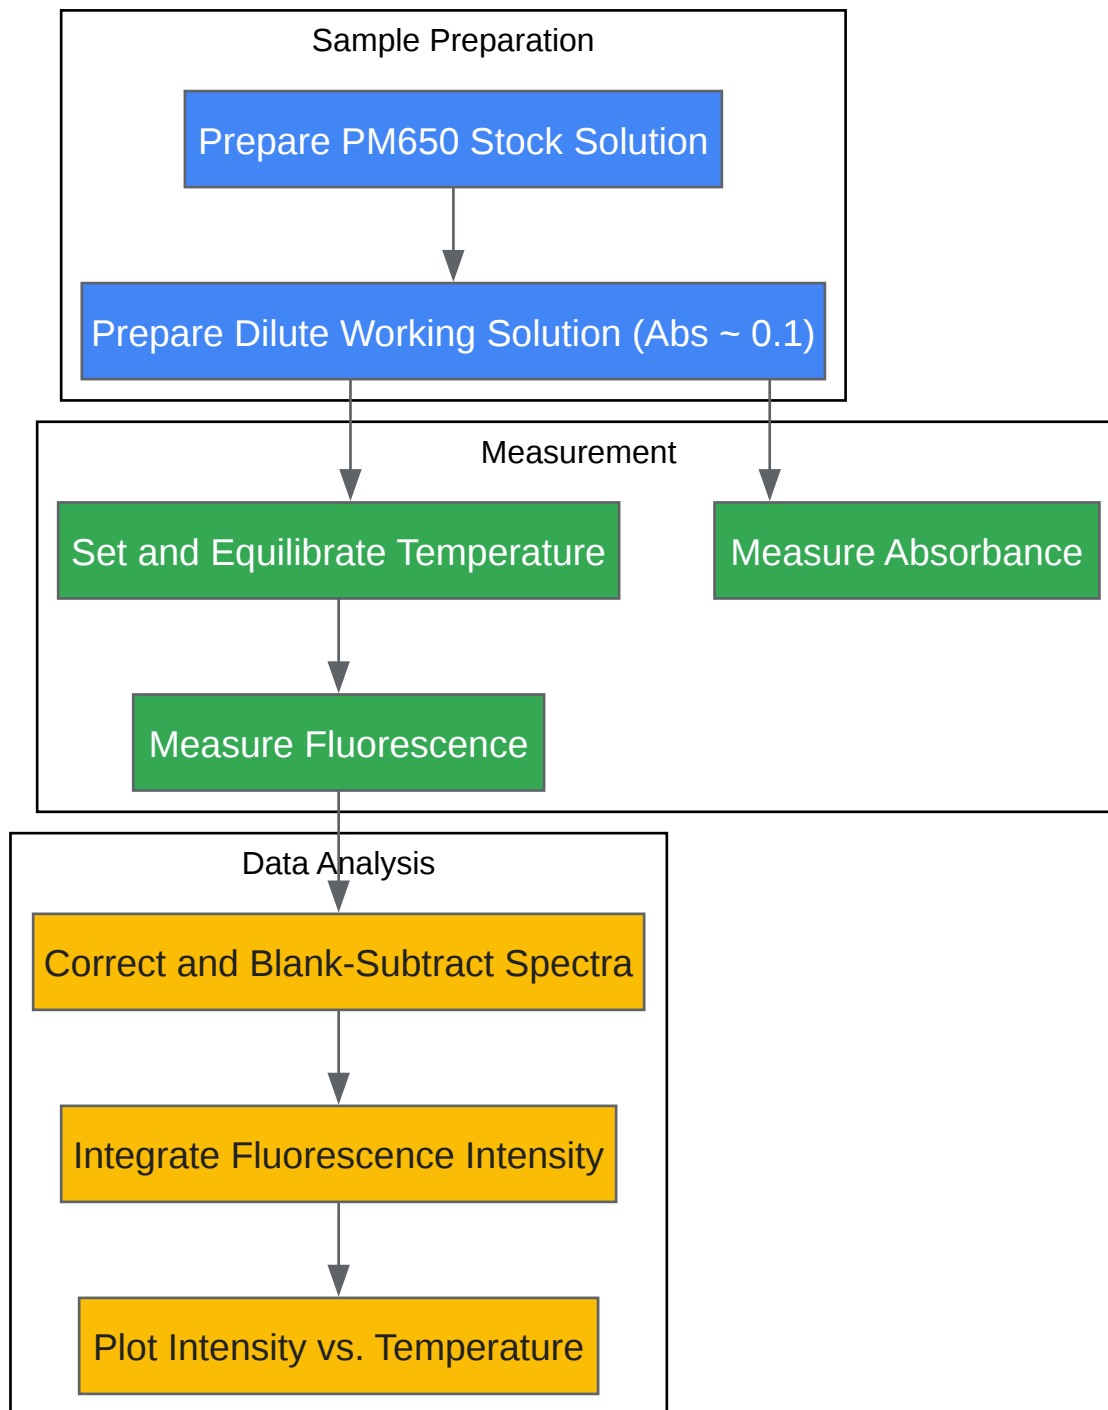 Sample Preparation
Prepare PM650 Stock Solution
Prepare Dilute Working Solution (Abs ~ 0.1)
Measurement
Set and Equilibrate Temperature
Measure Absorbance
Measure Fluorescence
Data Analysis
Correct and Blank-Subtract Spectra
Integrate Fluorescence Intensity
Plot Intensity vs. Temperature